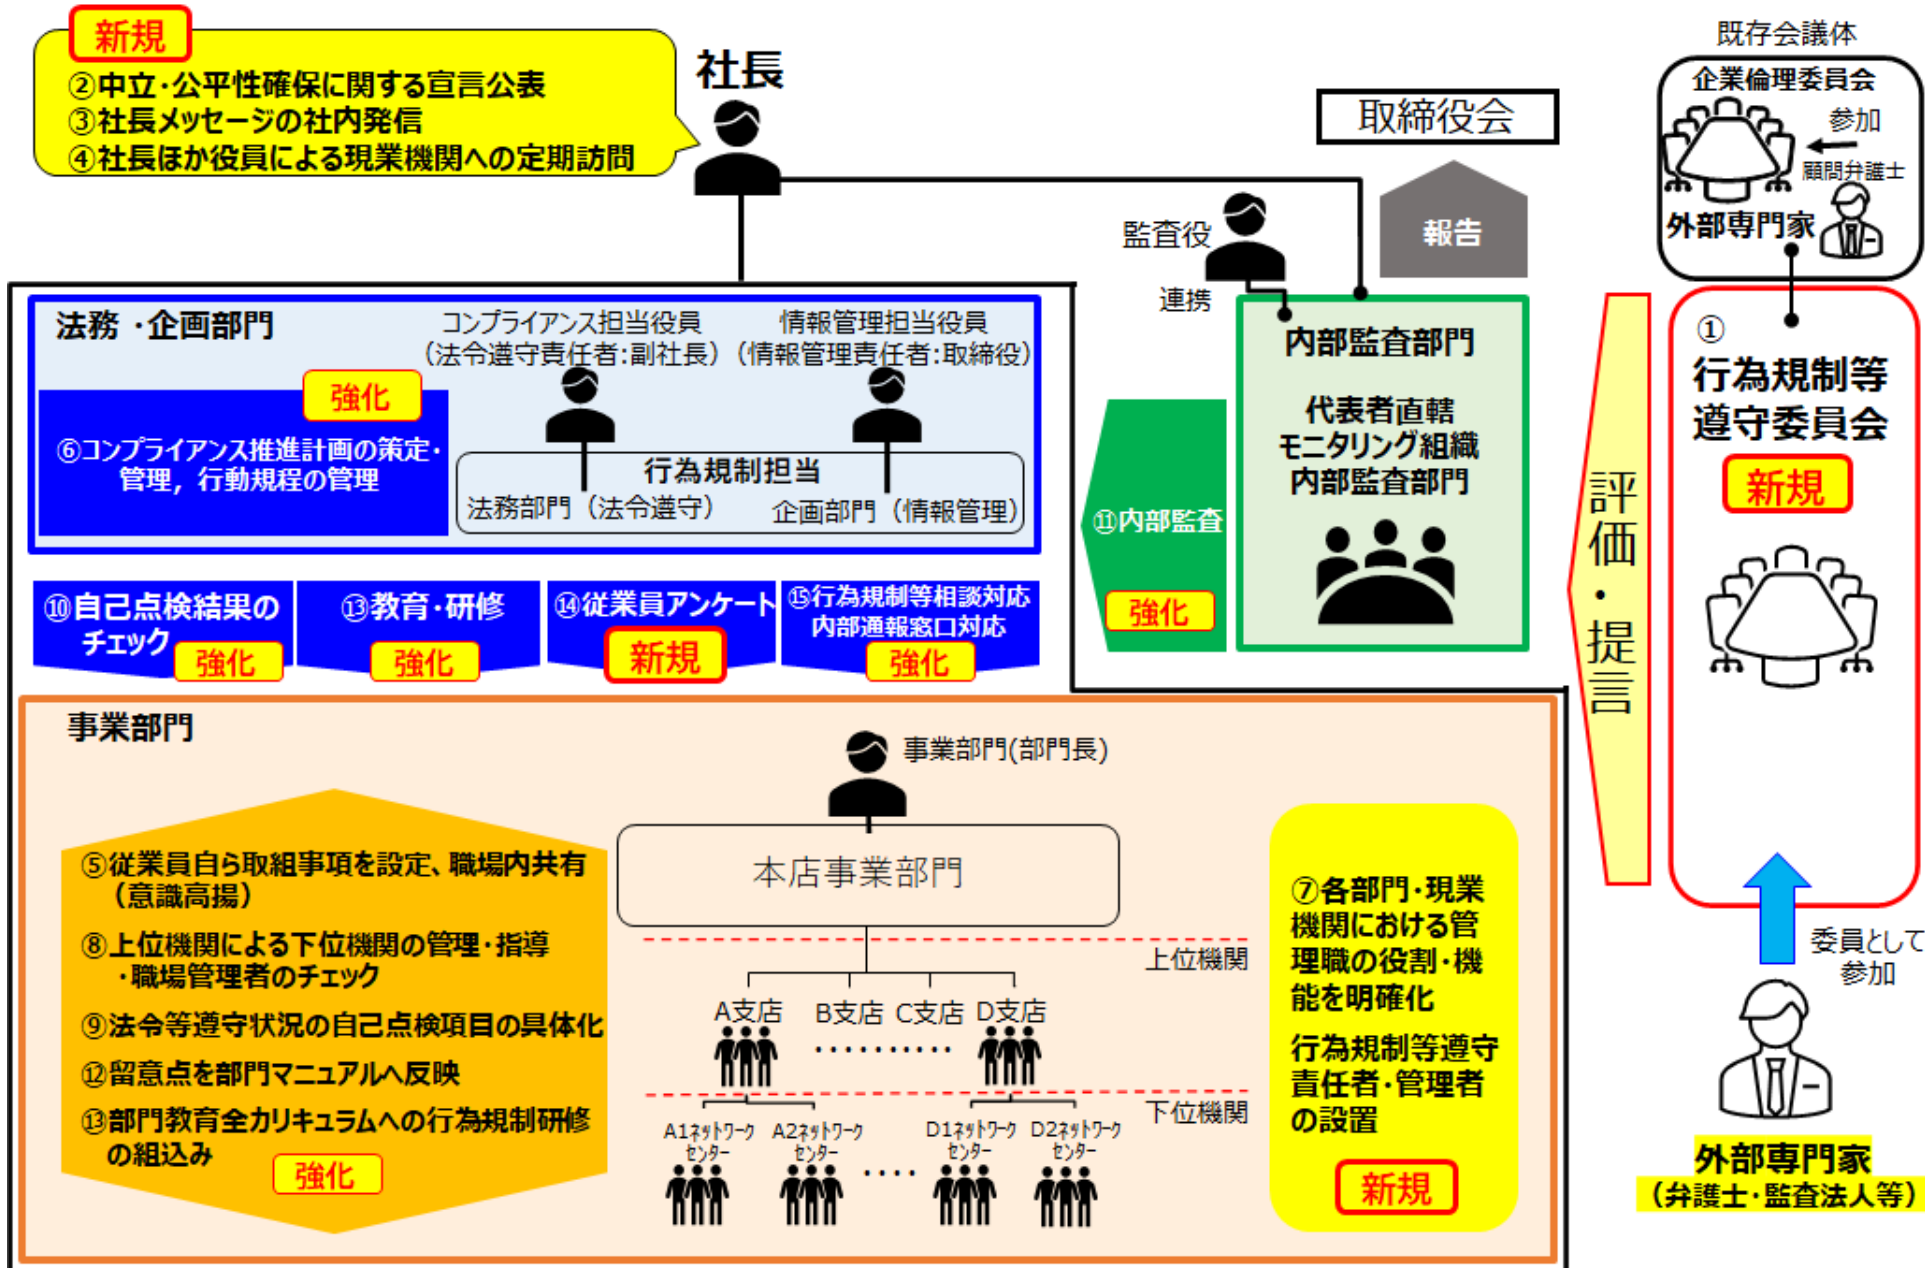 新規
②中立・公平性確保に関する宣言公表
③社長メッセージの社内発信
④社長ほか役員による現業機関への定期訪問
社長
取締役会
報告
監査役
連携
既存会議体
企業倫理委員会
参加
顧問弁護士
外部専門家
法務・企画部門
コンプライアンス担当役員
（法令遵守責任者:副社長）
情報管理担当役員
（情報管理責任者:取締役）
強化
⑥コンプライアンス推進計画の策定・
管理，行動規程の管理
行為規制担当
法務部門（法令遵守）
企画部門（情報管理）
内部監査部門
代表者直轄
モニタリング組織
内部監査部門
⑪内部監査
強化
評価・提言
①
行為規制等
遵守委員会
新規
⑩自己点検結果の
チェック
強化
⑬教育・研修
強化
⑭従業員アンケート
新規
⑮行為規制等相談対応
内部通報窓口対応
強化
事業部門
事業部門(部門長)
本店事業部門
⑤従業員自ら取組事項を設定、職場内共有
（意識高揚）
⑧上位機関による下位機関の管理・指導
・職場管理者のチェック
⑨法令等遵守状況の自己点検項目の具体化
⑫留意点を部門マニュアルへ反映
⑬部門教育全カリキュラムへの行為規制研修
の組込み
強化
上位機関
A支店
B支店
C支店
D支店
‥‥‥‥‥
下位機関
A1ﾈｯﾄﾜｰｸ
ｾﾝﾀｰ
A2ﾈｯﾄﾜｰｸ
ｾﾝﾀｰ
‥‥
D1ﾈｯﾄﾜｰｸ
ｾﾝﾀｰ
D2ﾈｯﾄﾜｰｸ
ｾﾝﾀｰ
⑦各部門・現業
機関における管
理職の役割・機
能を明確化
行為規制等遵守
責任者・管理者
の設置
新規
委員として
参加
外部専門家
（弁護士・監査法人等）